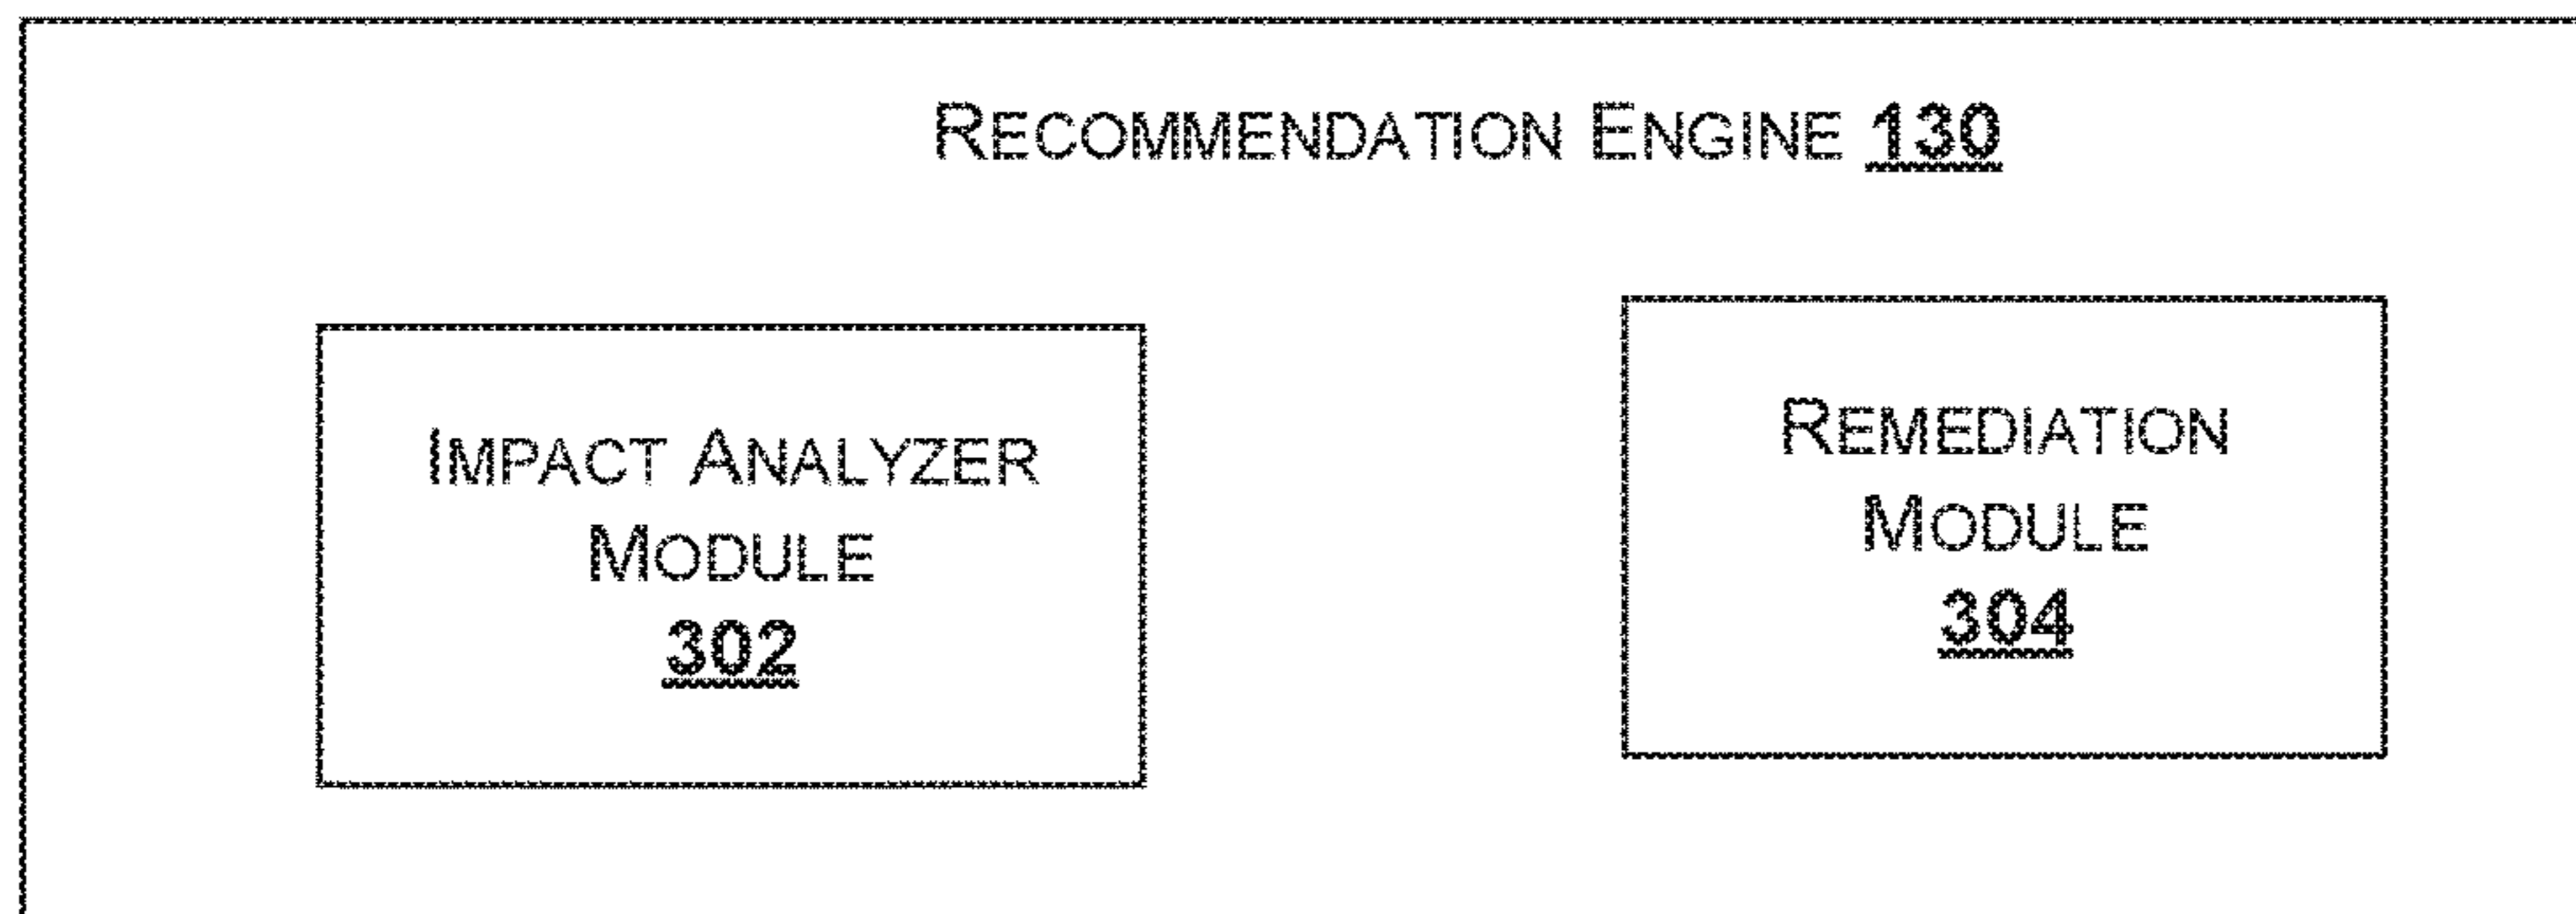 RECOMMENDATION ENGINE 130
IMPACT ANALYZER
MODULE
302
REMEDIATION
MODULE
304